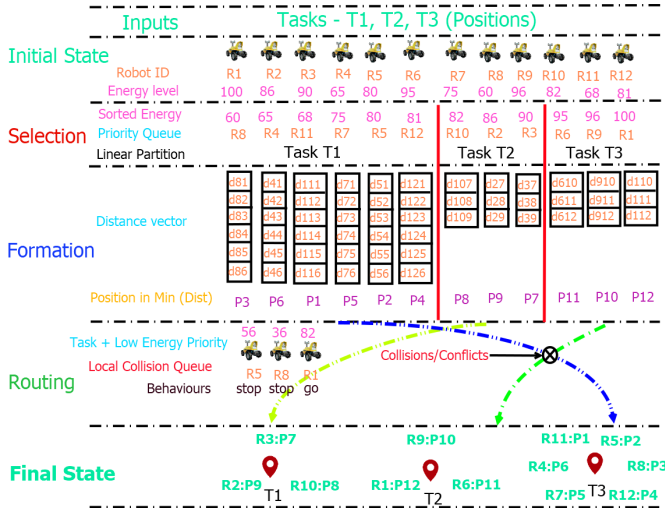 Inputs Tasks - T1, T2, T3 (Positions)
Initial State
Robot ID R1 R2 R3 R4 R5 R6 R7 R8 R9 R10 R11 R12
Energy level 100 86 90 65 80 95 75 60 96 82 68 81
Sorted Energy 60 65 68 75 80 81 82 86 90 95 96 100
Selection Priority Queue R8 R4 R11 R7 R5 R12 R10 R2 R3 R6 R9 R1
Linear Partition Task T1 Task T2 Task T3
d81 d41 d111 d71 d51 d121 d107 d27 d37 d610 d910 d110
d82 d42 d112 d72 d52 d122 d108 d28 d38 d611 d911 d111
Distance vector d83 d43 d113 d73 d53 d123 d109 d29 d39 d612 d912 d112
d84 d44 d114 d74 d54 d124
Formation d85 d45 d115 d75 d55 d125
d86 d46 d116 d76 d56 d126
Position in Min (Dist) P3 P6 P1 P5 P2 P4 P8 P9 P7 P11 P10 P12
Task + Low Energy Priority 56 36 82
Local Collision Queue R5 R8 R1 Collisions/Conflicts
Routing
Behaviours stop stop go
R3:P7 R9:P10 R11:P1 R5:P2
Final State R4:P6 R8:P3
R2:P9 T1 R10:P8 R1:P12 T2 R6:P11 R7:P5 T3 R12:P4